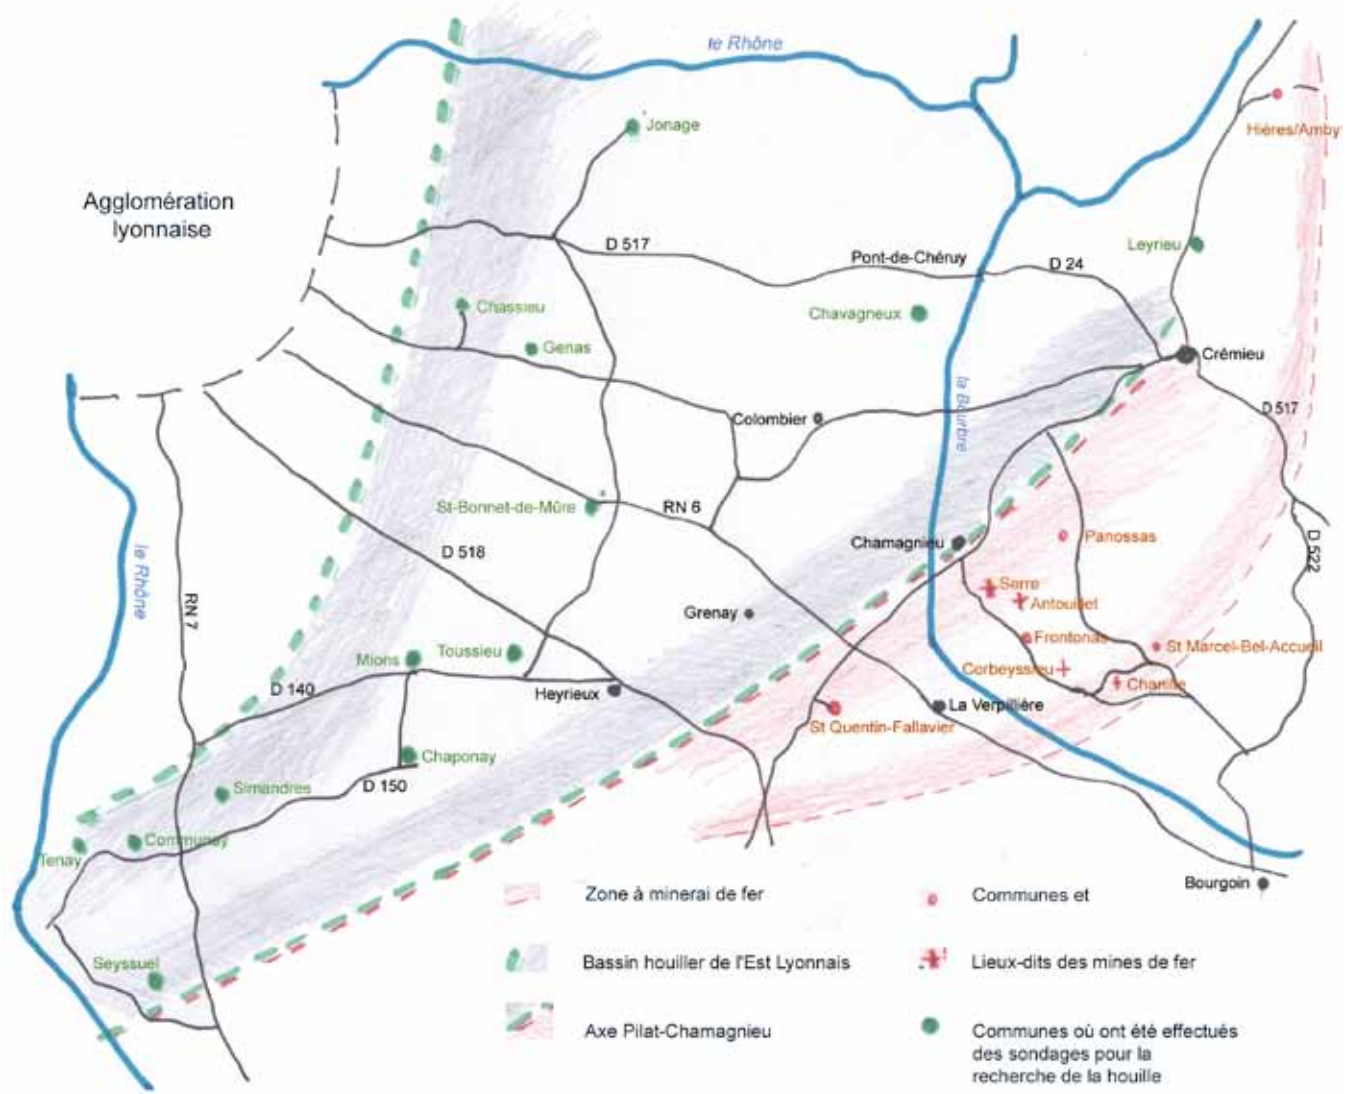 le Rhône
Jonage
Hières/Amby
Agglomération
lyonnaise
D 517
Pont-de-Chéruy
D 24
Leyrieu
Chassieu
Chavagneux
Genas
Crémieu
Colombier
la Bourbre
D 517
St-Bonnet-de-Mûre
RN 6
D 518
Chamagnieu
Panossas
D 522
le Rhône
RN 7
Serre
Antouillet
Grenay
Frontonas
St Marcel-Bel-Accueil
Mions
Toussieu
Corbeyssieu
Chartite
D 140
Heyrieux
La Verpillière
St Quentin-Fallavier
Chaponay
Simandres
D 150
Communay
Tenay
Bourgoin
Seyssuel
Zone à minerai de fer
Communes et
Bassin houiller de l'Est Lyonnais
Lieux-dits des mines de fer
Axe Pilat-Chamagnieu
Communes où ont été effectués
des sondages pour la
recherche de la houille